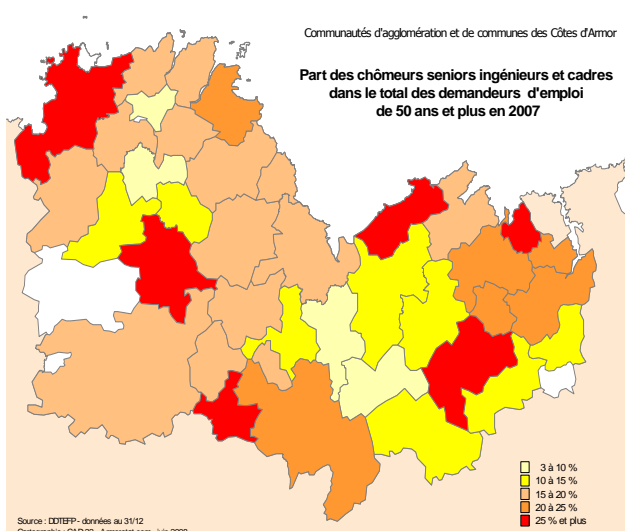 Communautés d'agglomération et de communes des Côtes d'Armor
Part des chômeurs seniors ingénieurs et cadres
dans le total des demandeurs d'emploi
de 50 ans et plus en 2007
3 à 10 %
10 à 15 %
15 à 20 %
20 à 25 %
25 % et plus
Source : DDTEFP - données au 31/12